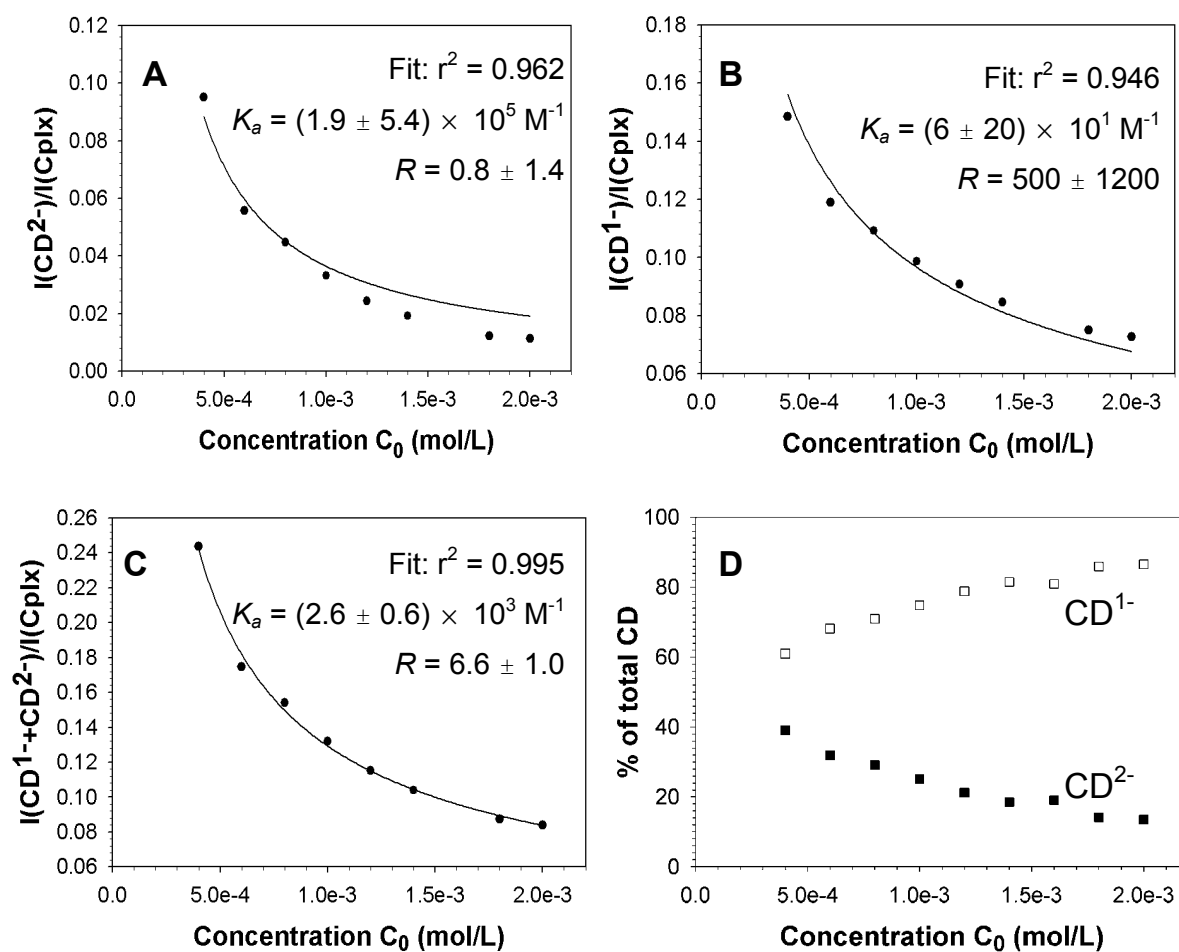 A
Fit: r² = 0.962
Kₐ = (1.9 ± 5.4) × 10⁵ M⁻¹
R = 0.8 ± 1.4
I(CD²⁻)/I(Cplx)
0.12
0.10
0.08
0.06
0.04
0.02
0.00
0.0 5.0e-4 1.0e-3 1.5e-3 2.0e-3
Concentration C₀ (mol/L)
B
Fit: r² = 0.946
Kₐ = (6 ± 20) × 10¹ M⁻¹
R = 500 ± 1200
I(CD¹⁻)/I(Cplx)
0.18
0.16
0.14
0.12
0.10
0.08
0.06
0.0 5.0e-4 1.0e-3 1.5e-3 2.0e-3
Concentration C₀ (mol/L)
C
Fit: r² = 0.995
Kₐ = (2.6 ± 0.6) × 10³ M⁻¹
R = 6.6 ± 1.0
I(CD¹⁻+CD²⁻)/I(Cplx)
0.26
0.24
0.22
0.20
0.18
0.16
0.14
0.12
0.10
0.08
0.06
0.0 5.0e-4 1.0e-3 1.5e-3 2.0e-3
Concentration C₀ (mol/L)
D
CD¹⁻
CD²⁻
% of total CD
100
80
60
40
20
0
0.0 5.0e-4 1.0e-3 1.5e-3 2.0e-3
Concentration C₀ (mol/L)